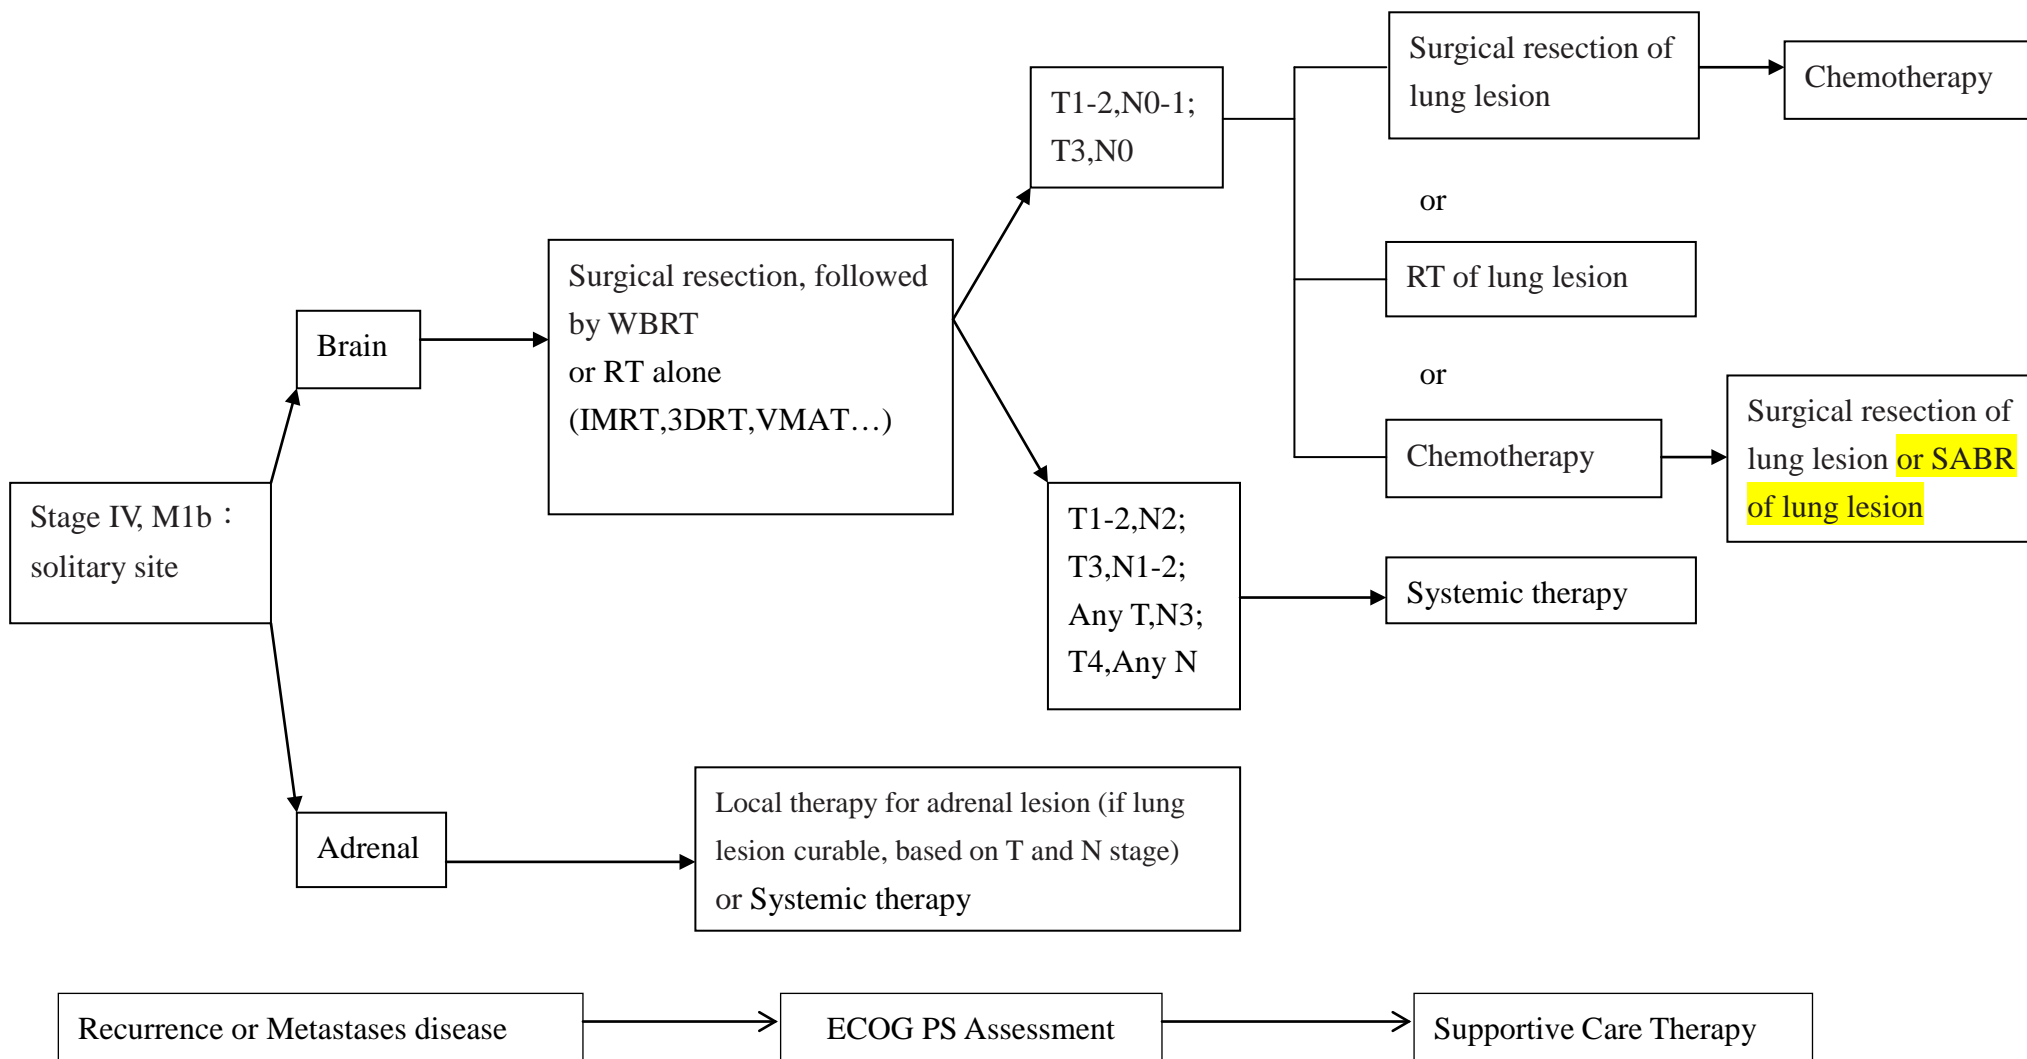 Stage IV, M1b：
solitary site
Brain
Surgical resection, followed
by WBRT
or RT alone
(IMRT,3DRT,VMAT…)
T1-2,N0-1;
T3,N0
Surgical resection of
lung lesion
Chemotherapy
or
RT of lung lesion
or
Chemotherapy
Surgical resection of
lung lesion or SABR
of lung lesion
T1-2,N2;
T3,N1-2;
Any T,N3;
T4,Any N
Systemic therapy
Adrenal
Local therapy for adrenal lesion (if lung
lesion curable, based on T and N stage)
or Systemic therapy
Recurrence or Metastases disease
ECOG PS Assessment
Supportive Care Therapy